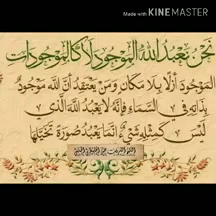 Made with KINEMASTER
نحن نعبد الله الموجود لا كالموجودات
الموجود أزلا بلا مكان ومن يعتقد أن الله موجود
بذاته في السماء فإنه لا يعبد الله الذي
ليس كمثله شيء إنما يعبد صورة تخيلها